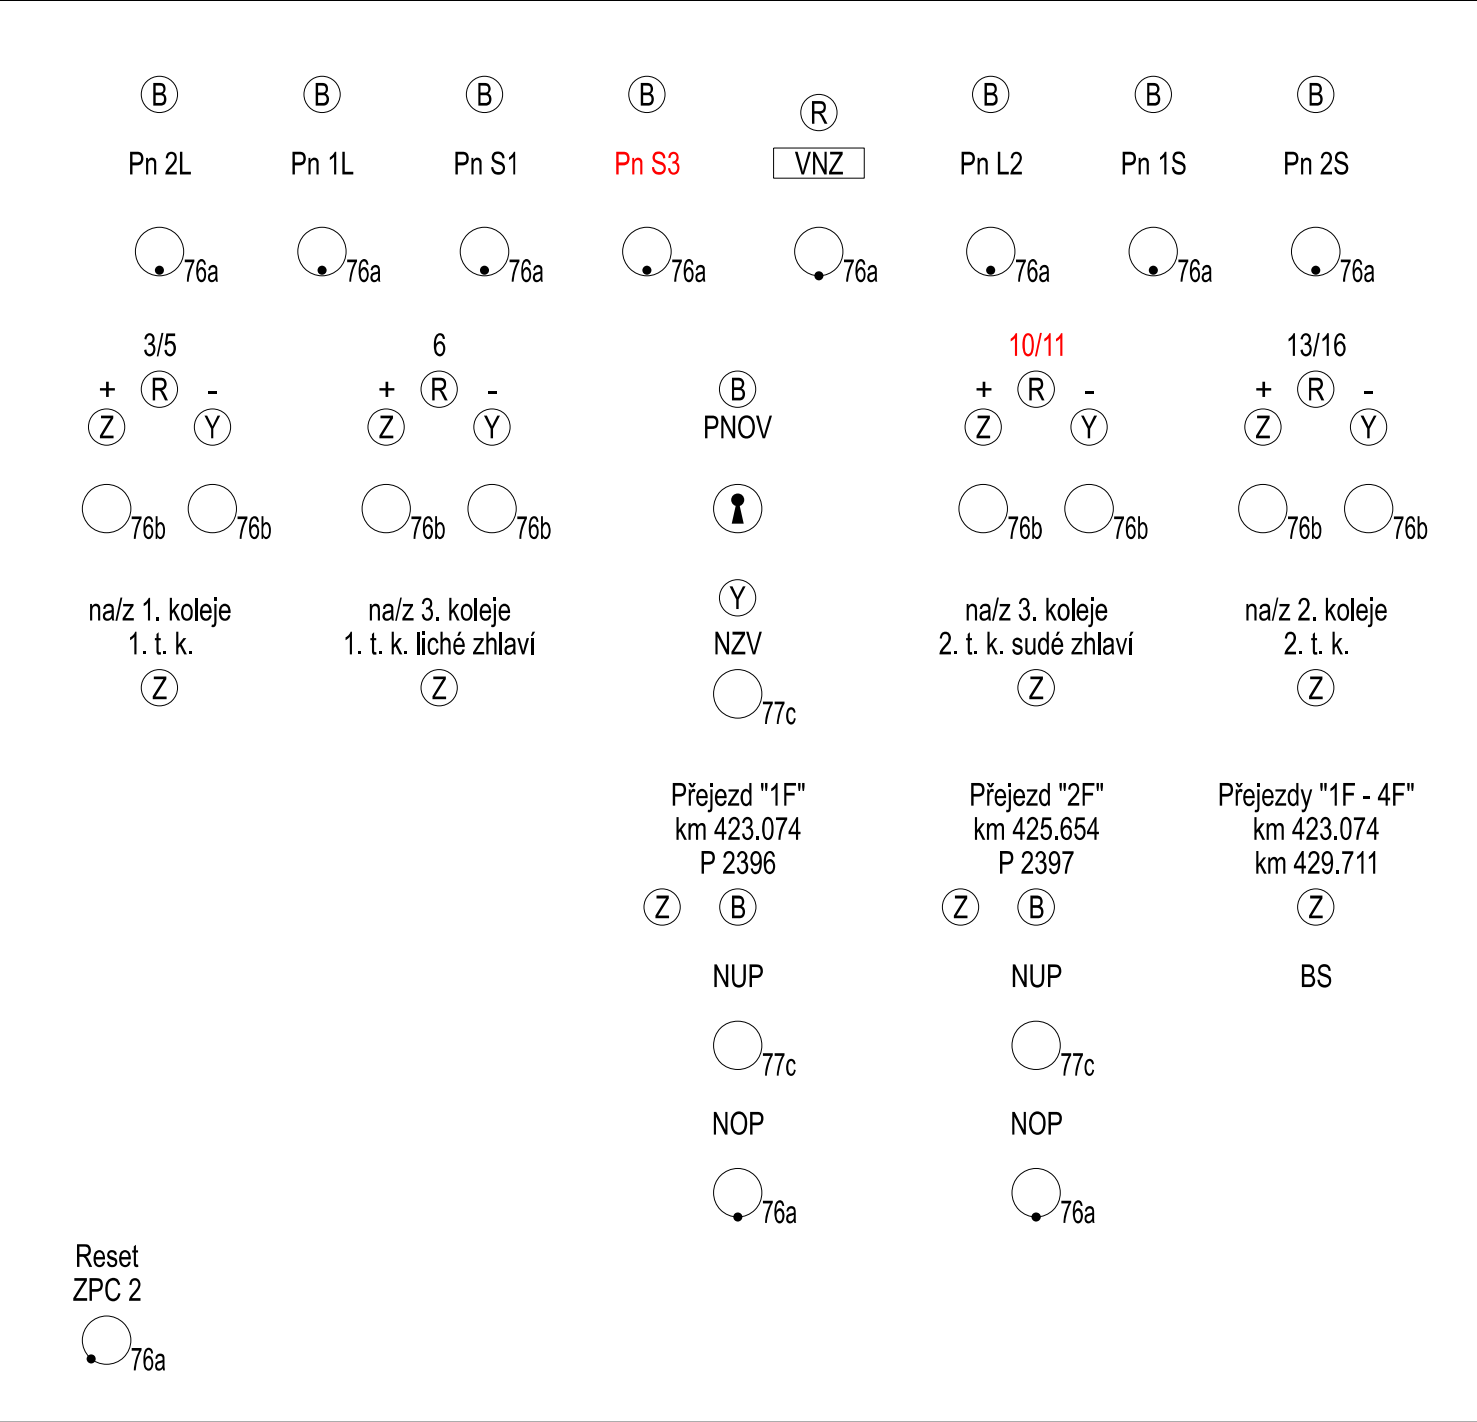 B B B B R B B B
Pn 2L Pn 1L Pn S1 Pn S3 VNZ Pn L2 Pn 1S Pn 2S
76a 76a 76a 76a 76a 76a 76a 76a
3/5 6 10/11 13/16
+ R - + R - B + R - + R -
Z Y Z Y PNOV Z Y Z Y
76b 76b 76b 76b 76b 76b 76b 76b
Y
na/z 1. koleje na/z 3. koleje na/z 3. koleje na/z 2. koleje
1. t. k. 1. t. k. liché zhlaví NZV 2. t. k. sudé zhlaví 2. t. k.
Z Z Z Z
77c
Přejezd "1F" Přejezd "2F" Přejezdy "1F - 4F"
km 423.074 km 425.654 km 423.074
P 2396 P 2397 km 429.711
Z B Z B Z
NUP NUP BS
77c 77c
NOP NOP
76a 76a
Reset
ZPC 2
76a